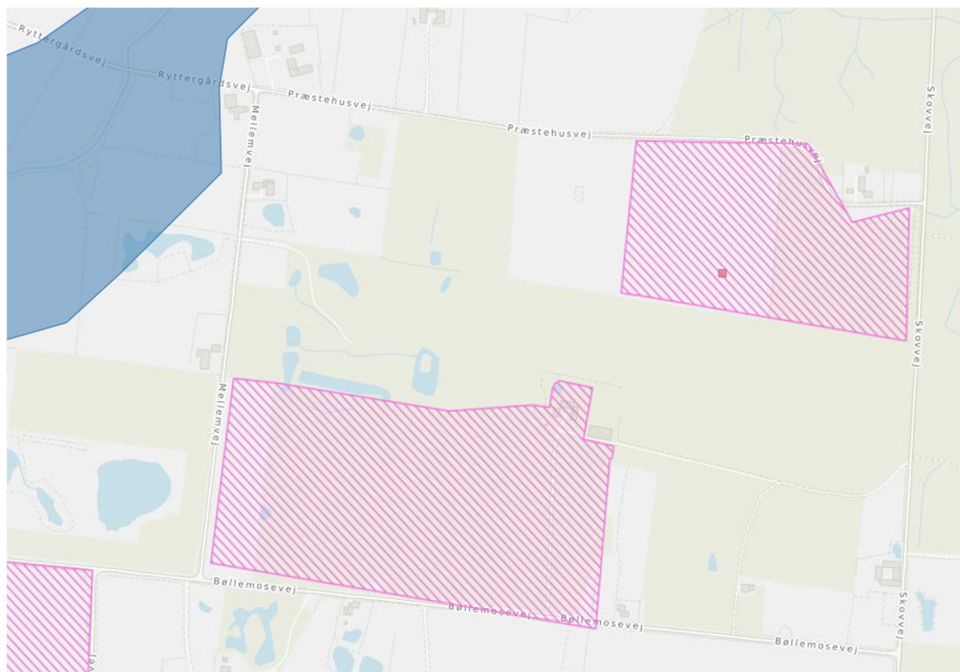 Ryttergårdsvej
Ryttergårdsvej
Præstehusvej
Præstehusvej
Præstehusvej
Skovvej
Mellemvej
Skovvej
Mellemvej
Bøllemosevej
Bøllemosevej
Bøllemosevej
Bøllemosevej
Skovvej